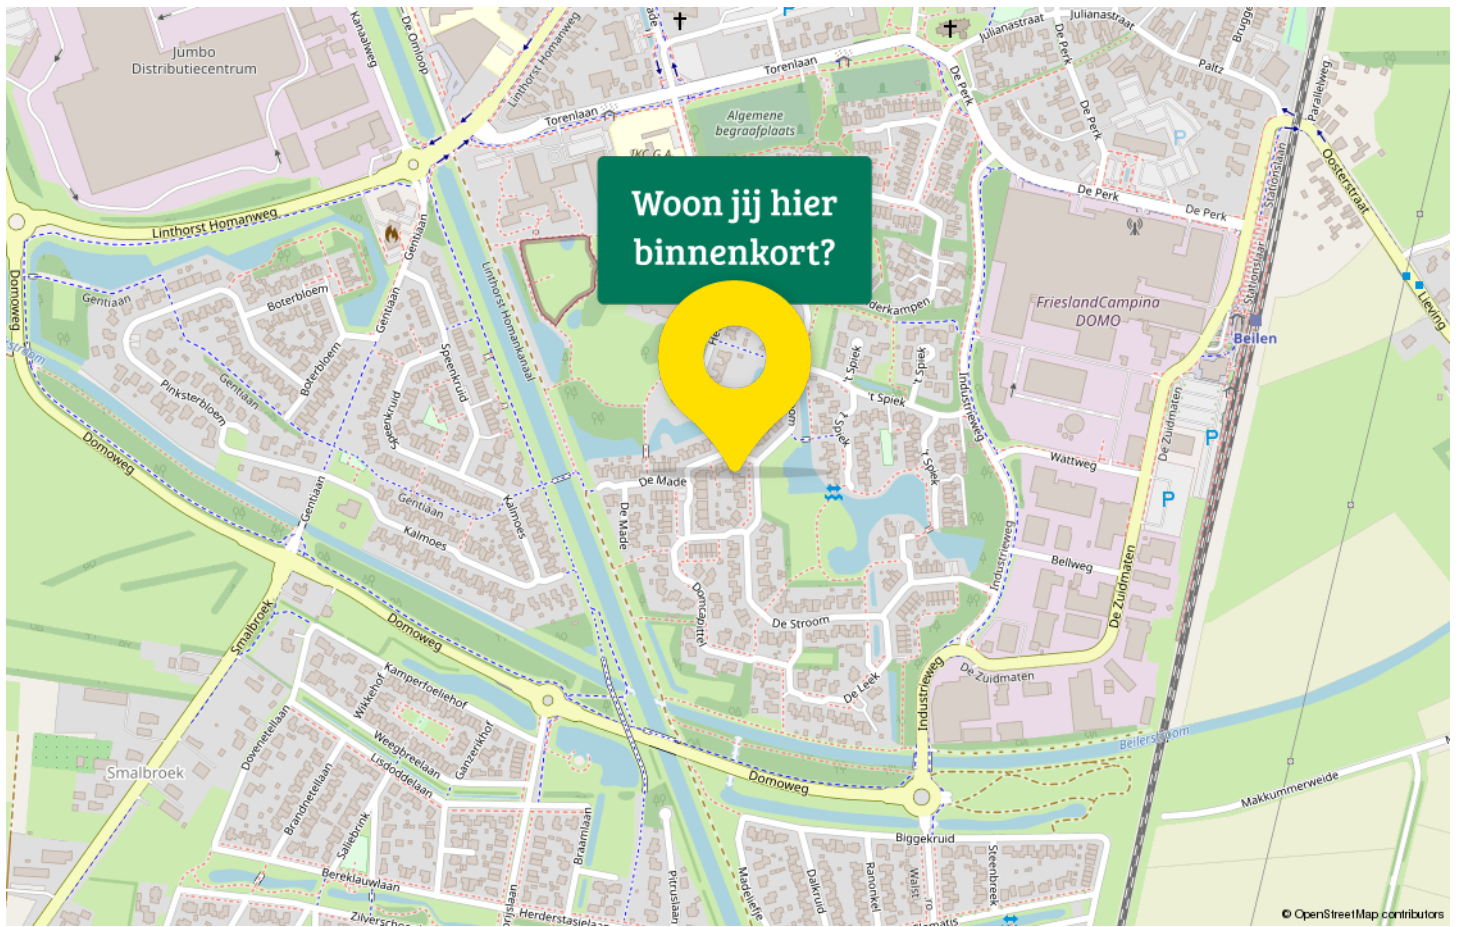 Jumbo
Distributiecentrum
Kanaalweg
De Omloop
Linthorst Homanweg
Torenlaan
Torenlaan
Algemene
begraafplaats
P
Julianastraat
Julianastraat
De Perk
De Perk
De Perk
Paltz
Parallelweg
P
Stationslaan
Oosterstraat
De Perk
De Perk
Stationslaan
Lieving
Beilen
FrieslandCampina
DOMO
Woon jij hier
binnenkort?
Linthorst Homanweg
Gentiaan
Domoweg
Gentiaan
Boterbloem
Gentiaan
Boterbloem
Pinksterbloem
Gentiaan
Speenkruid
Speenkruid
Linthorst Homankanaal
't Spiek
't Spiek
't Spiek
't Spiek
't Spiek
Industrieweg
Wattweg
De Zuidmaten
P
P
Domoweg
Gentiaan
Gentiaan
Kalmoes
Kalmoes
De Made
De Made
Industrieweg
Bellweg
De Zuidmaten
Domcapittel
De Stroom
De Leek
Industrieweg
De Zuidmaten
Smalbroek
Domoweg
Kamperfoeliehof
Wikkehof
Dovenetellaan
Weegbreelaan
Ganzerikhof
Lisdoddelaan
Smalbroek
Brandnetellaan
Saliebrink
Braamlaan
Bereklauwlaan
Domoweg
Beilerstroom
Makkummerweide
Biggekruid
Pitruslaan
Madeliefje
Dalkruid
Ranonkel
Walstro
Steenbreek
Herderstasjelaan
© OpenStreetMap contributors